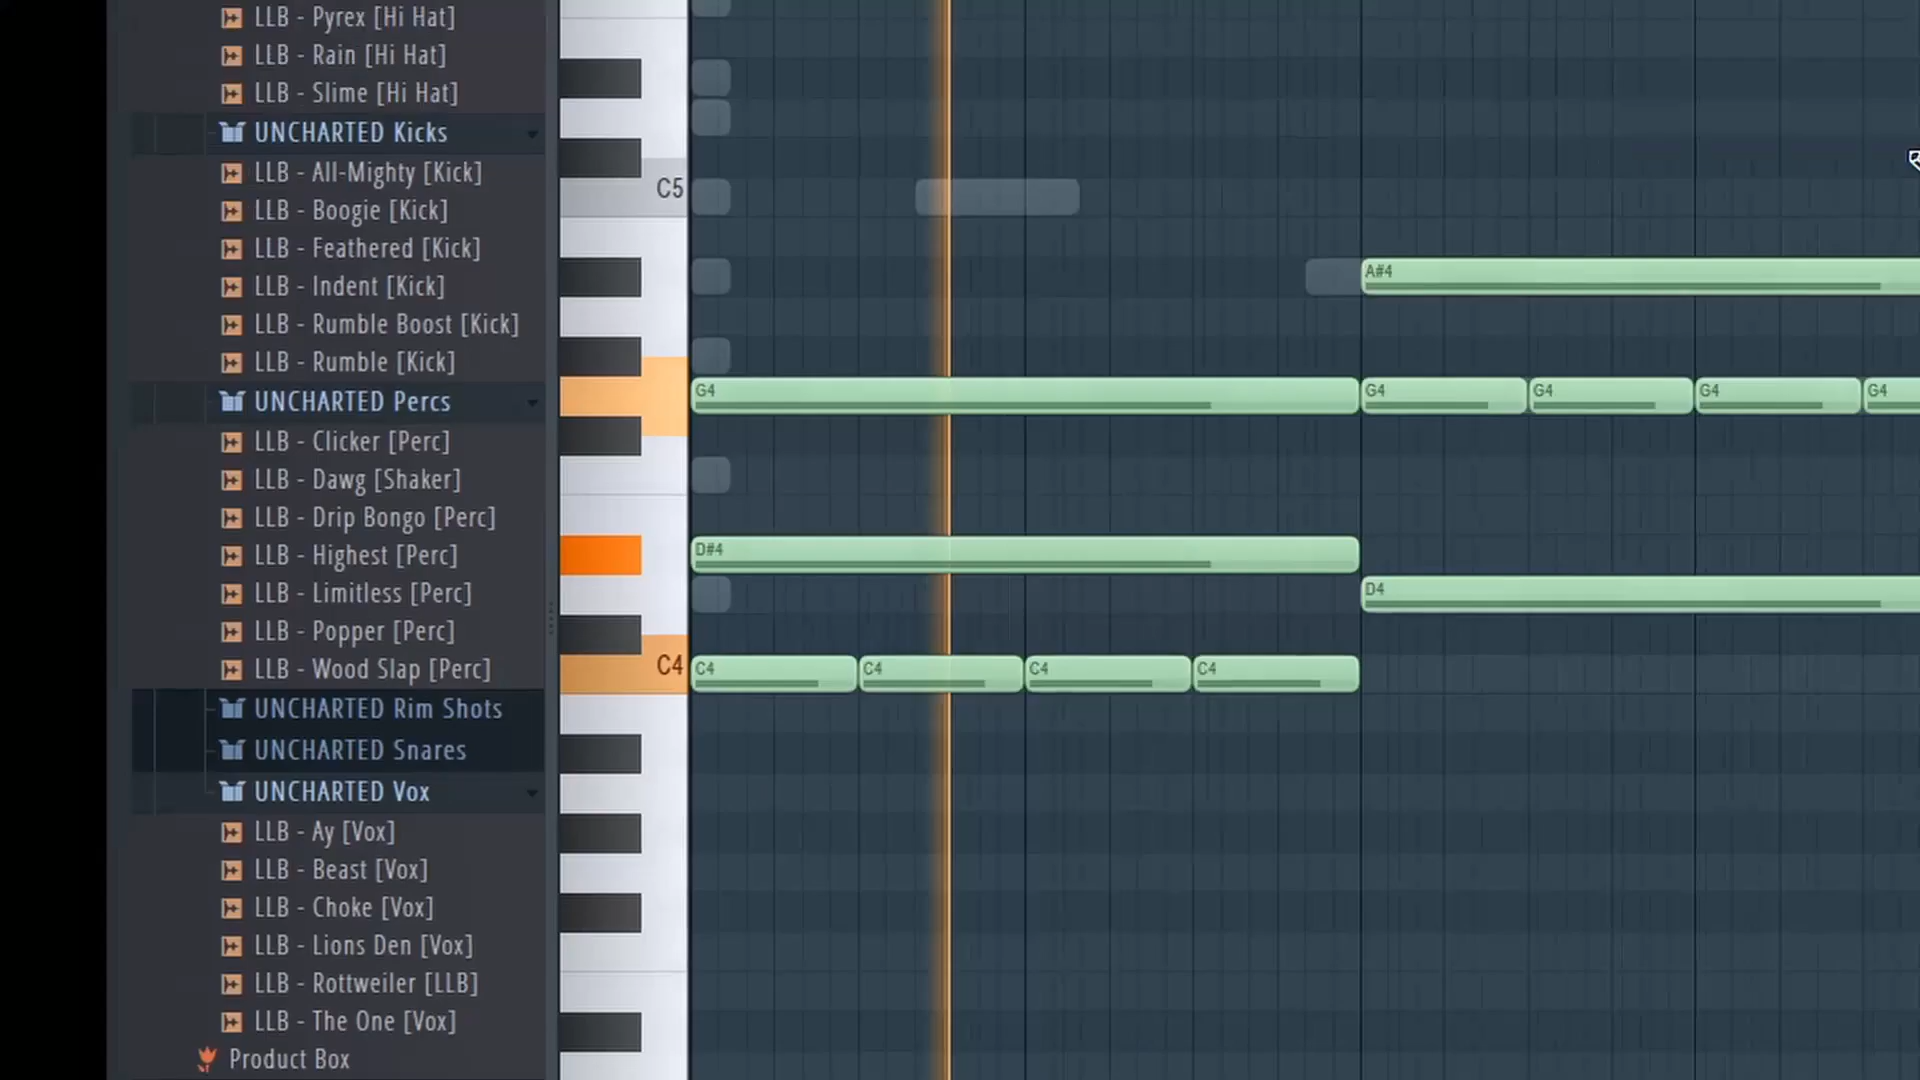 LLB - Pyrex [Hi Hat]
LLB - Rain [Hi Hat]
LLB - Slime [Hi Hat]
UNCHARTED Kicks
LLB - All-Mighty [Kick]
LLB - Boogie [Kick]
LLB - Feathered [Kick]
LLB - Indent [Kick]
LLB - Rumble Boost [Kick]
LLB - Rumble [Kick]
UNCHARTED Percs
LLB - Clicker [Perc]
LLB - Dawg [Shaker]
LLB - Drip Bongo [Perc]
LLB - Highest [Perc]
LLB - Limitless [Perc]
LLB - Popper [Perc]
LLB - Wood Slap [Perc]
UNCHARTED Rim Shots
UNCHARTED Snares
UNCHARTED Vox
LLB - Ay [Vox]
LLB - Beast [Vox]
LLB - Choke [Vox]
LLB - Lions Den [Vox]
LLB - Rottweiler [LLB]
LLB - The One [Vox]
Product Box
C5
A#4
G4 G4 G4 G4 G4
D#4
D4
C4 C4 C4 C4 C4